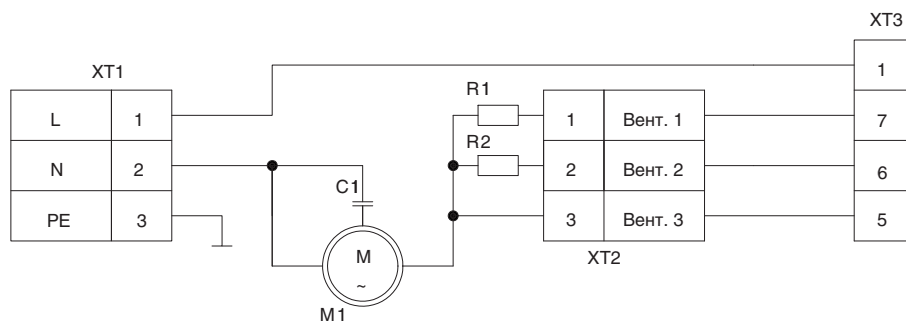 XT3
XT1
1
R1
L 1
1 Вент. 1
7
R2
N 2
2 Вент. 2
6
C1
PE 3
3 Вент. 3
5
M
~
XT2
M1